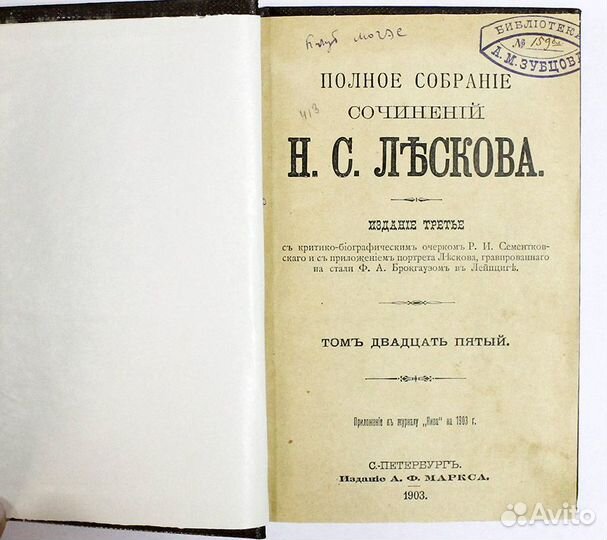 БИБЛІОТЕКА
№ 159
А. М. ЗУБЦОВА
ПОЛНОЕ СОБРАНІЕ
СОЧИНЕНІЙ
Н. С. ЛѢСКОВА.
ИЗДАНІЕ ТРЕТЬЕ
съ критико-біографическимъ очеркомъ Р. И. Сементков-
скаго и съ приложеніемъ портрета Лѣскова, гравированнаго
на стали Ф. А. Брокгаузомъ въ Лейпцигѣ.
ТОМЪ ДВАДЦАТЬ ПЯТЫЙ.
Приложеніе къ журналу „Нива" на 1903 г.
С.-ПЕТЕРБУРГЪ.
Изданіе А. Ф. МАРКСА.
1903.
Avito